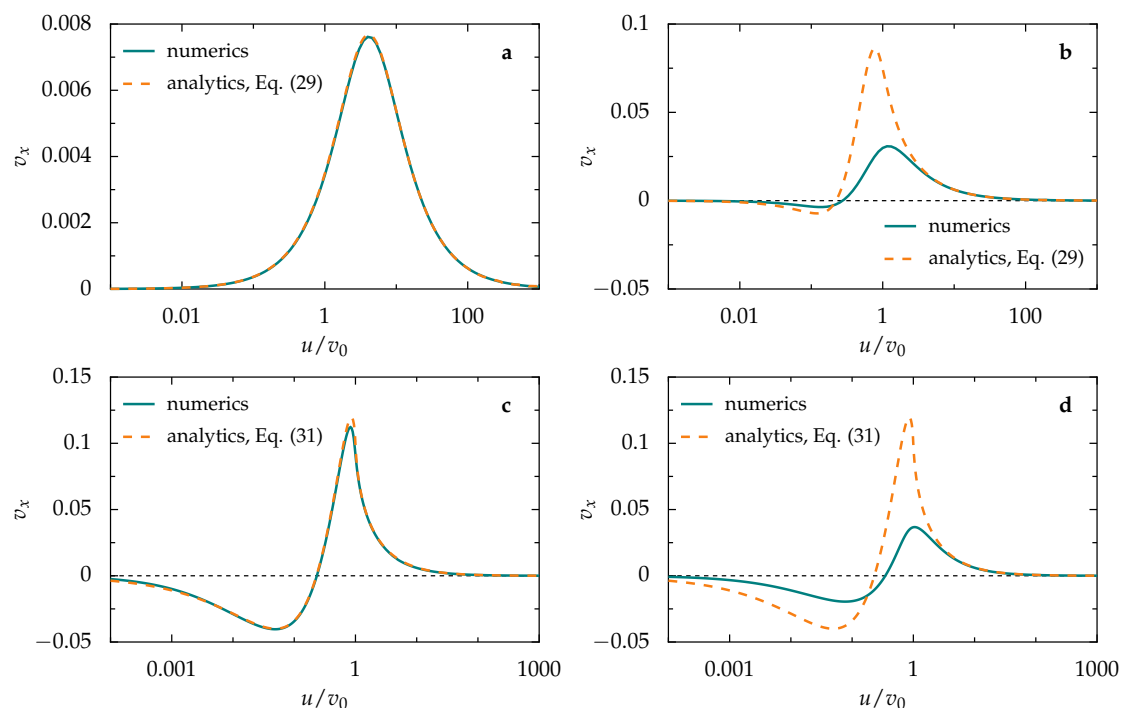 0.008
0.006
0.004
0.002
0
v_x
numerics
analytics, Eq. (29)
a
0.01
1
100
u/v_0
0.1
0.05
0
−0.05
v_x
b
numerics
analytics, Eq. (29)
0.01
1
100
u/v_0
0.15
0.1
0.05
0
−0.05
v_x
numerics
analytics, Eq. (31)
c
0.001
1
1000
u/v_0
0.15
0.1
0.05
0
−0.05
v_x
numerics
analytics, Eq. (31)
d
0.001
1
1000
u/v_0